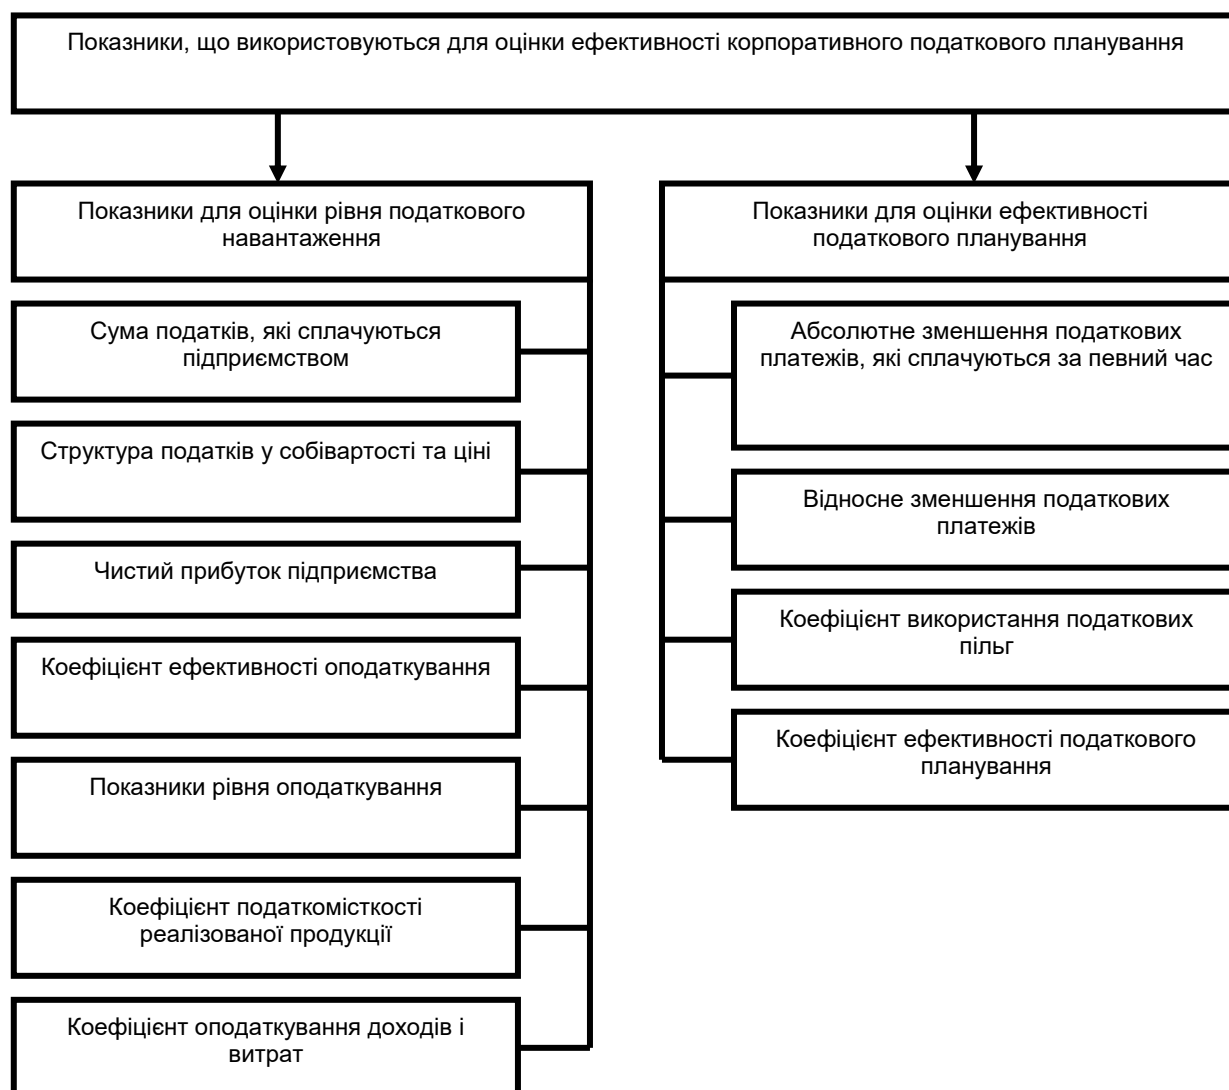 Показники, що використовуються для оцінки ефективності корпоративного податкового планування
Показники для оцінки рівня податкового
навантаження
Сума податків, які сплачуються
підприємством
Структура податків у собівартості та ціні
Чистий прибуток підприємства
Коефіцієнт ефективності оподаткування
Показники рівня оподаткування
Коефіцієнт податкомісткості
реалізованої продукції
Коефіцієнт оподаткування доходів і
витрат
Показники для оцінки ефективності
податкового планування
Абсолютне зменшення податкових
платежів, які сплачуються за певний час
Відносне зменшення податкових
платежів
Коефіцієнт використання податкових
пільг
Коефіцієнт ефективності податкового
планування